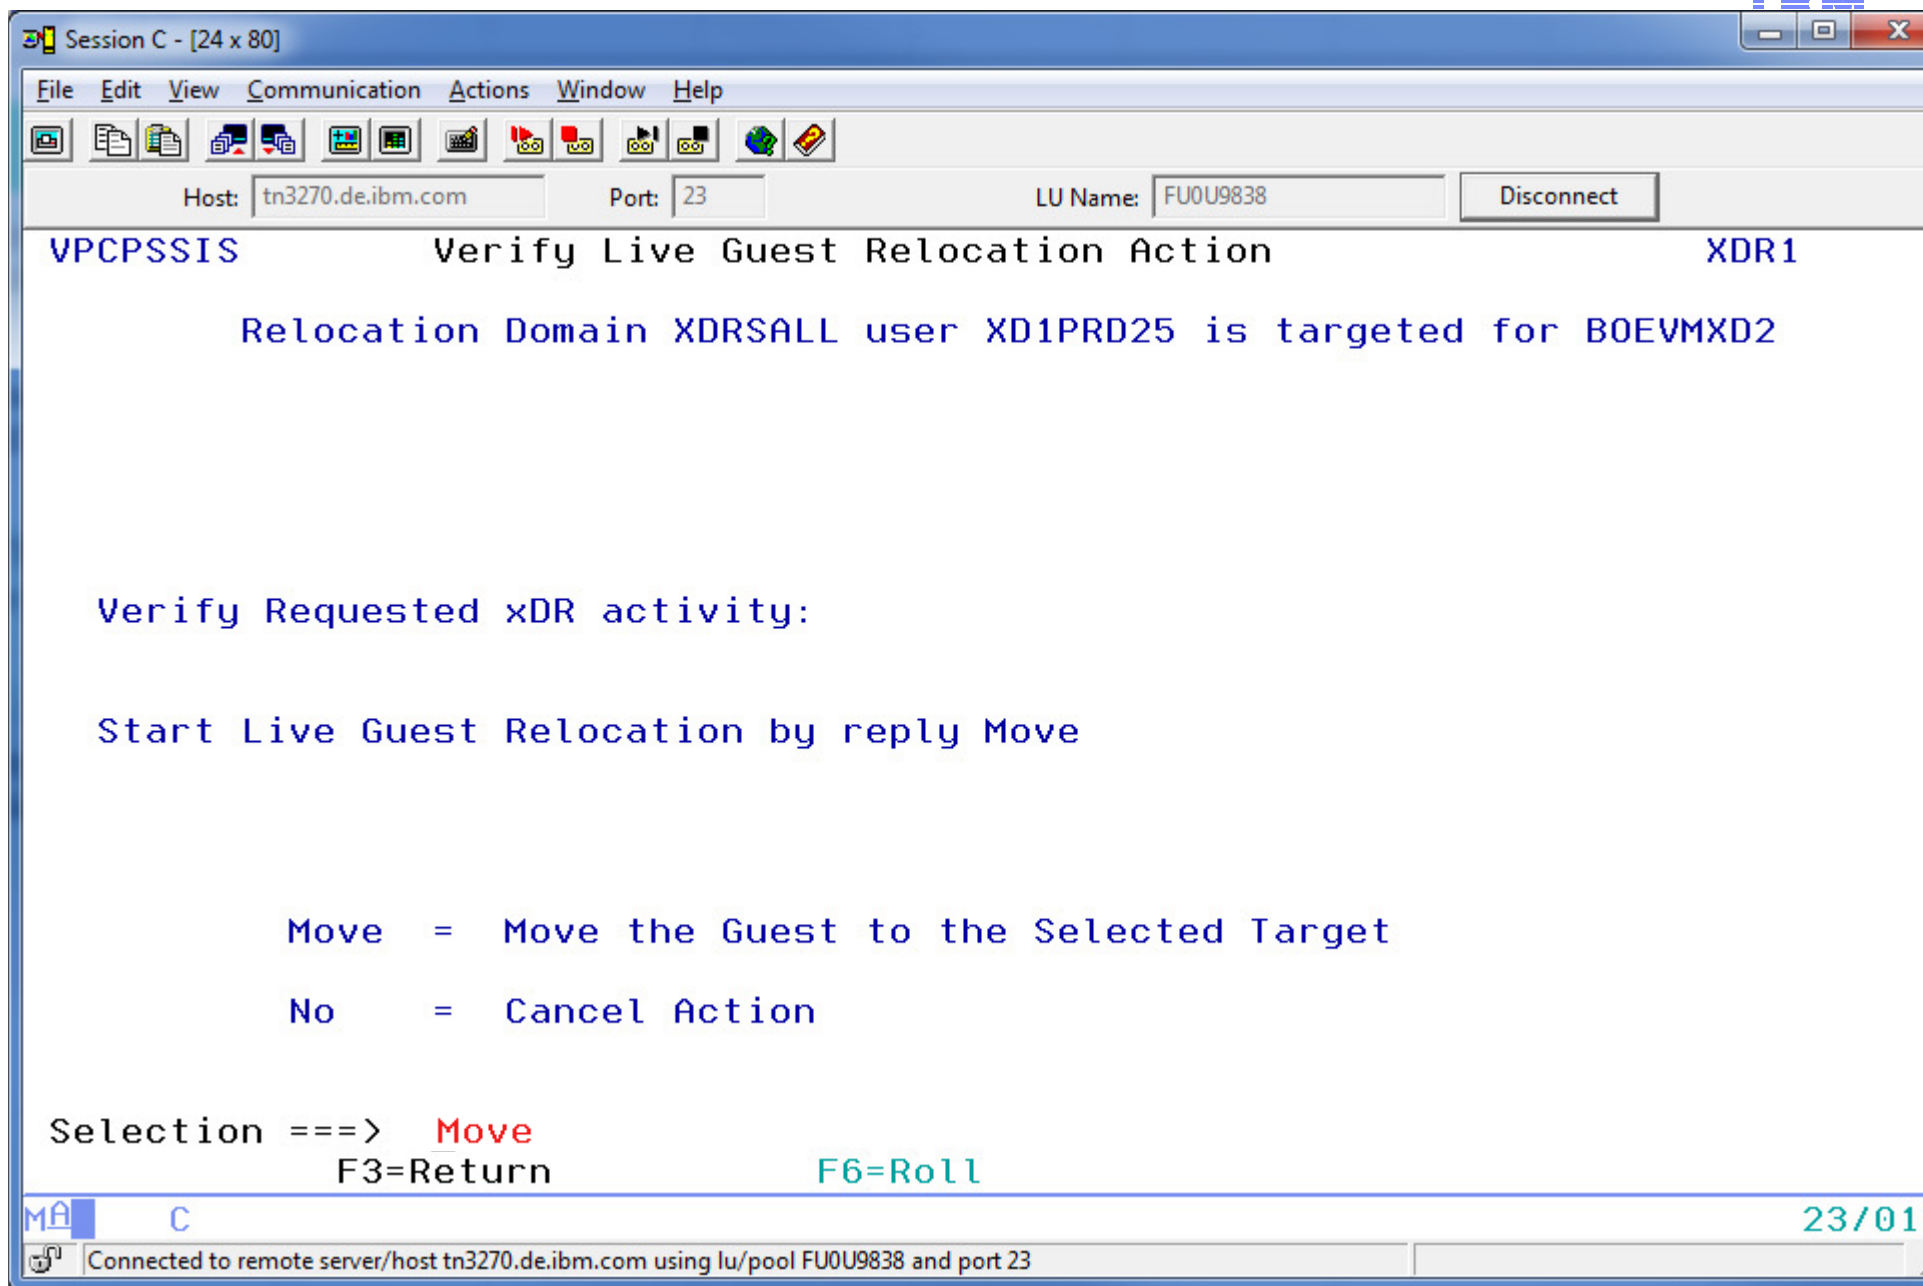 IBM
Session C - [24 x 80]
File Edit View Communication Actions Window Help
Host: tn3270.de.ibm.com Port: 23 LU Name: FU0U9838 Disconnect
VPCPSSIS Verify Live Guest Relocation Action XDR1
Relocation Domain XDRSALL user XD1PRD25 is targeted for BOEVMXD2
Verify Requested xDR activity:
Start Live Guest Relocation by reply Move
Move = Move the Guest to the Selected Target
No = Cancel Action
Selection ===> Move
F3=Return F6=Roll
MA C 23/01
Connected to remote server/host tn3270.de.ibm.com using lu/pool FU0U9838 and port 23